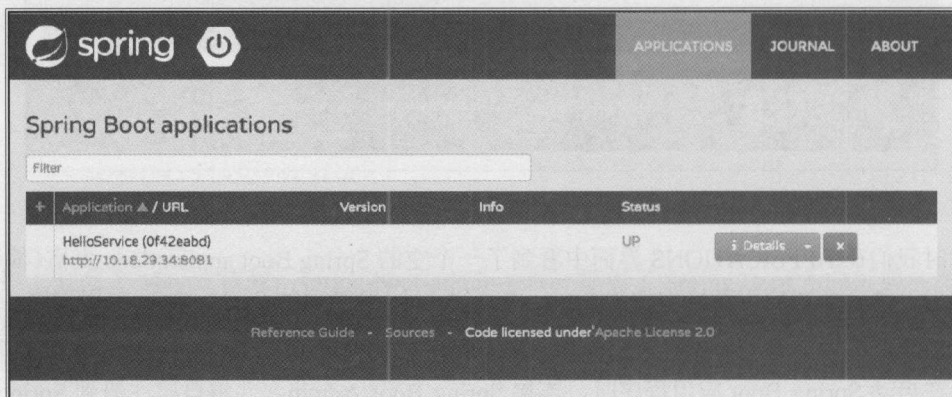 spring
APPLICATIONS JOURNAL ABOUT
Spring Boot applications
Filter
+ Application ▲ / URL Version Info Status
HelloService (0f42eabd) UP i Details ×
http://10.18.29.34:8081
Reference Guide - Sources - Code licensed under Apache License 2.0